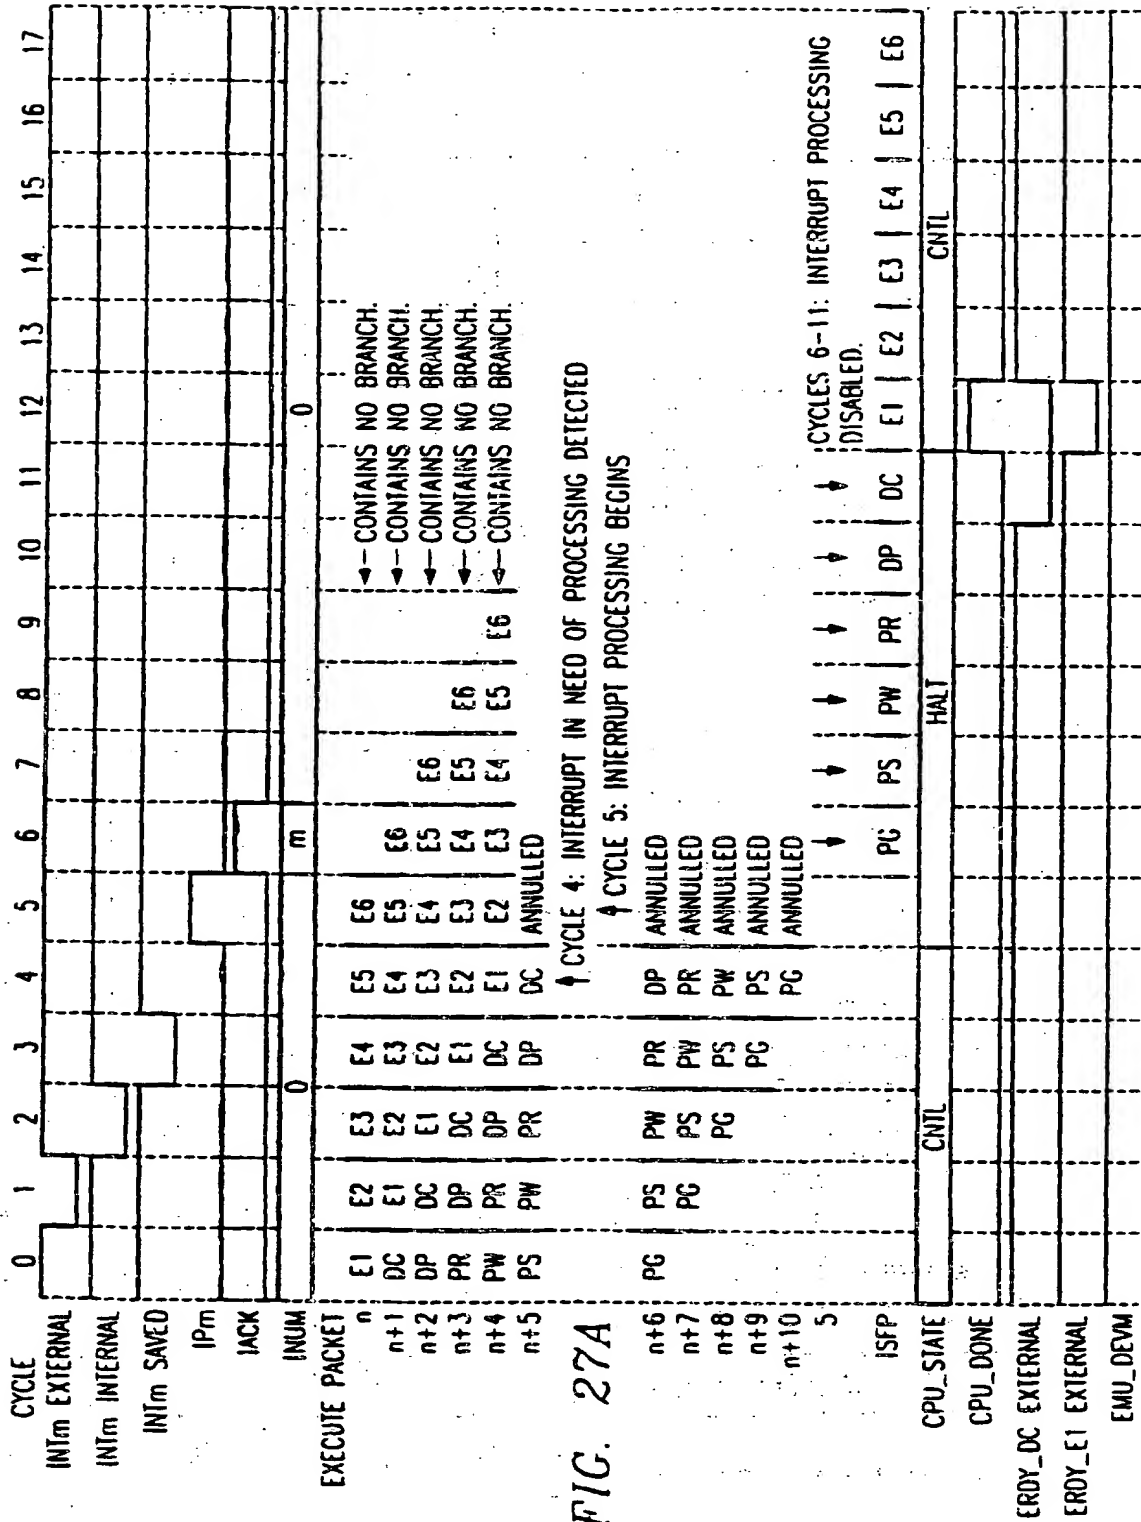 CYCLE 0 1 2 3 4 5 6 7 8 9 10 11 12 13 14 15 16 17
INTm EXTERNAL
INTm INTERNAL
INTm SAVED
IPm
IACK
INUM 0 m 0
EXECUTE PACKET
n E1 E2 E3 E4 E5 E6 CONTAINS NO BRANCH.
n+1 DC E1 E2 E3 E4 E5 E6 CONTAINS NO BRANCH.
n+2 DP DC E1 E2 E3 E4 E5 E6 CONTAINS NO BRANCH.
n+3 PR DP DC E1 E2 E3 E4 E5 E6 CONTAINS NO BRANCH.
n+4 PW PR DP DC E1 E2 E3 E4 E5 E6 CONTAINS NO BRANCH.
n+5 PS PW PR DP DC ANNULLED
CYCLE 4: INTERRUPT IN NEED OF PROCESSING DETECTED
FIG. 27A
CYCLE 5: INTERRUPT PROCESSING BEGINS
n+6 PG PS PW PR DP ANNULLED
n+7 PG PS PW PR ANNULLED
n+8 PG PS PW ANNULLED
n+9 PG PS ANNULLED
n+10 PG ANNULLED
5 CYCLES 6-11: INTERRUPT PROCESSING
DISABLED.
ISFP PG PS PW PR DP DC E1 E2 E3 E4 E5 E6
CPU_STATE CNTL HALT CNTL
CPU_DONE
ERDY_DC EXTERNAL
ERDY_E1 EXTERNAL
EMU_DEVM